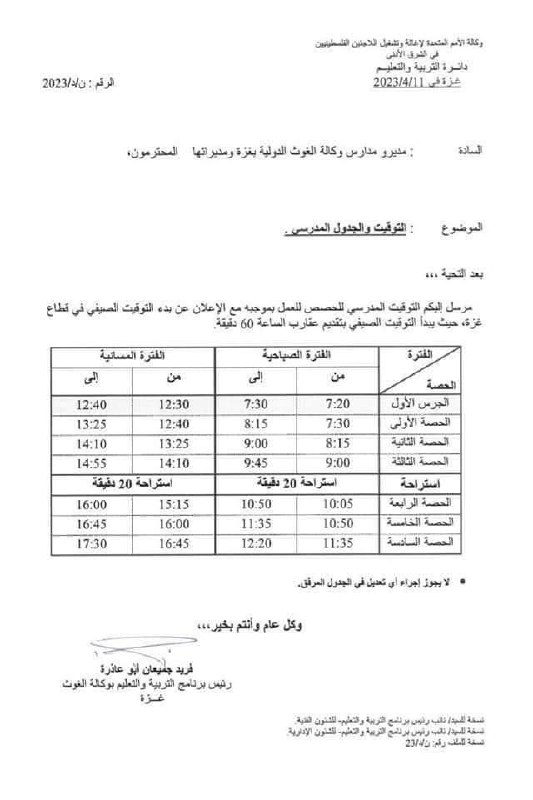 وكالة الأمم المتحدة لإغاثة وتشغيل اللاجئين الفلسطينيين
في الشرق الأدنى
دائرة التربية والتعليم
غزة في 2023/4/11
الرقم : ن/د/2023
السادة : مديرو مدارس وكالة الغوث الدولية بغزة ومديراتها المحترمون،
الموضوع : التوقيت والجدول المدرسي .
بعد التحية ،،،
مرسل إليكم التوقيت المدرسي للحصص للعمل بموجبه مع الإعلان عن بدء التوقيت الصيفي في قطاع
غزة، حيث يبدأ التوقيت الصيفي بتقديم عقارب الساعة 60 دقيقة.
الفترة الفترة الصباحية الفترة المسائية
الحصة من إلى من إلى
الجرس الأول 7:20 7:30 12:30 12:40
الحصة الأولى 7:30 8:15 12:40 13:25
الحصة الثانية 8:15 9:00 13:25 14:10
الحصة الثالثة 9:00 9:45 14:10 14:55
استراحة استراحة 20 دقيقة استراحة 20 دقيقة
الحصة الرابعة 10:05 10:50 15:15 16:00
الحصة الخامسة 10:50 11:35 16:00 16:45
الحصة السادسة 11:35 12:20 16:45 17:30
• لا يجوز إجراء أي تعديل في الجدول المرفق.
وكل عام وأنتم بخير،،،
فريد جميعان أبو عاذرة
رئيس برنامج التربية والتعليم بوكالة الغوث
غـزة
نسخة للسيد/ نائب رئيس برنامج التربية والتعليم- للشئون الفنية.
نسخة للسيد/ نائب رئيس برنامج التربية والتعليم- للشئون الإدارية.
نسخة للملف رقم: ن/د/23